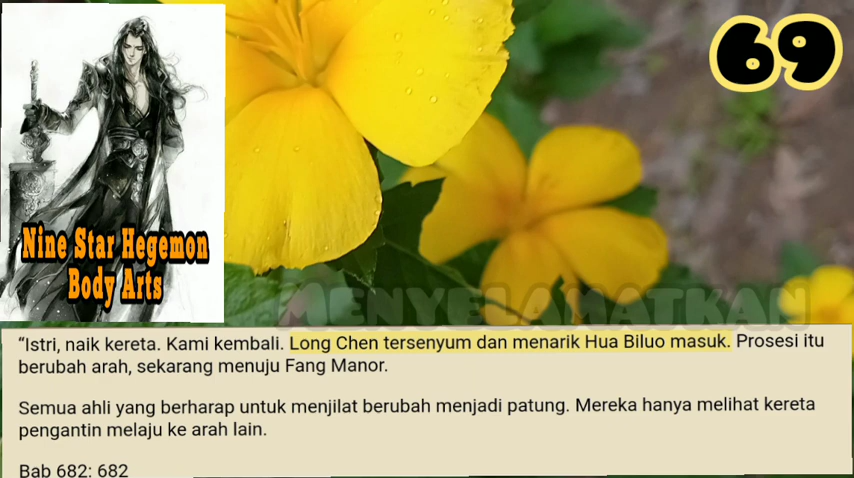 69
Nine Star Hegemon
Body Arts
MENYELAMATKAN
“Istri, naik kereta. Kami kembali. Long Chen tersenyum dan menarik Hua Biluo masuk. Prosesi itu
berubah arah, sekarang menuju Fang Manor.
Semua ahli yang berharap untuk menjilat berubah menjadi patung. Mereka hanya melihat kereta
pengantin melaju ke arah lain.
Bab 682: 682